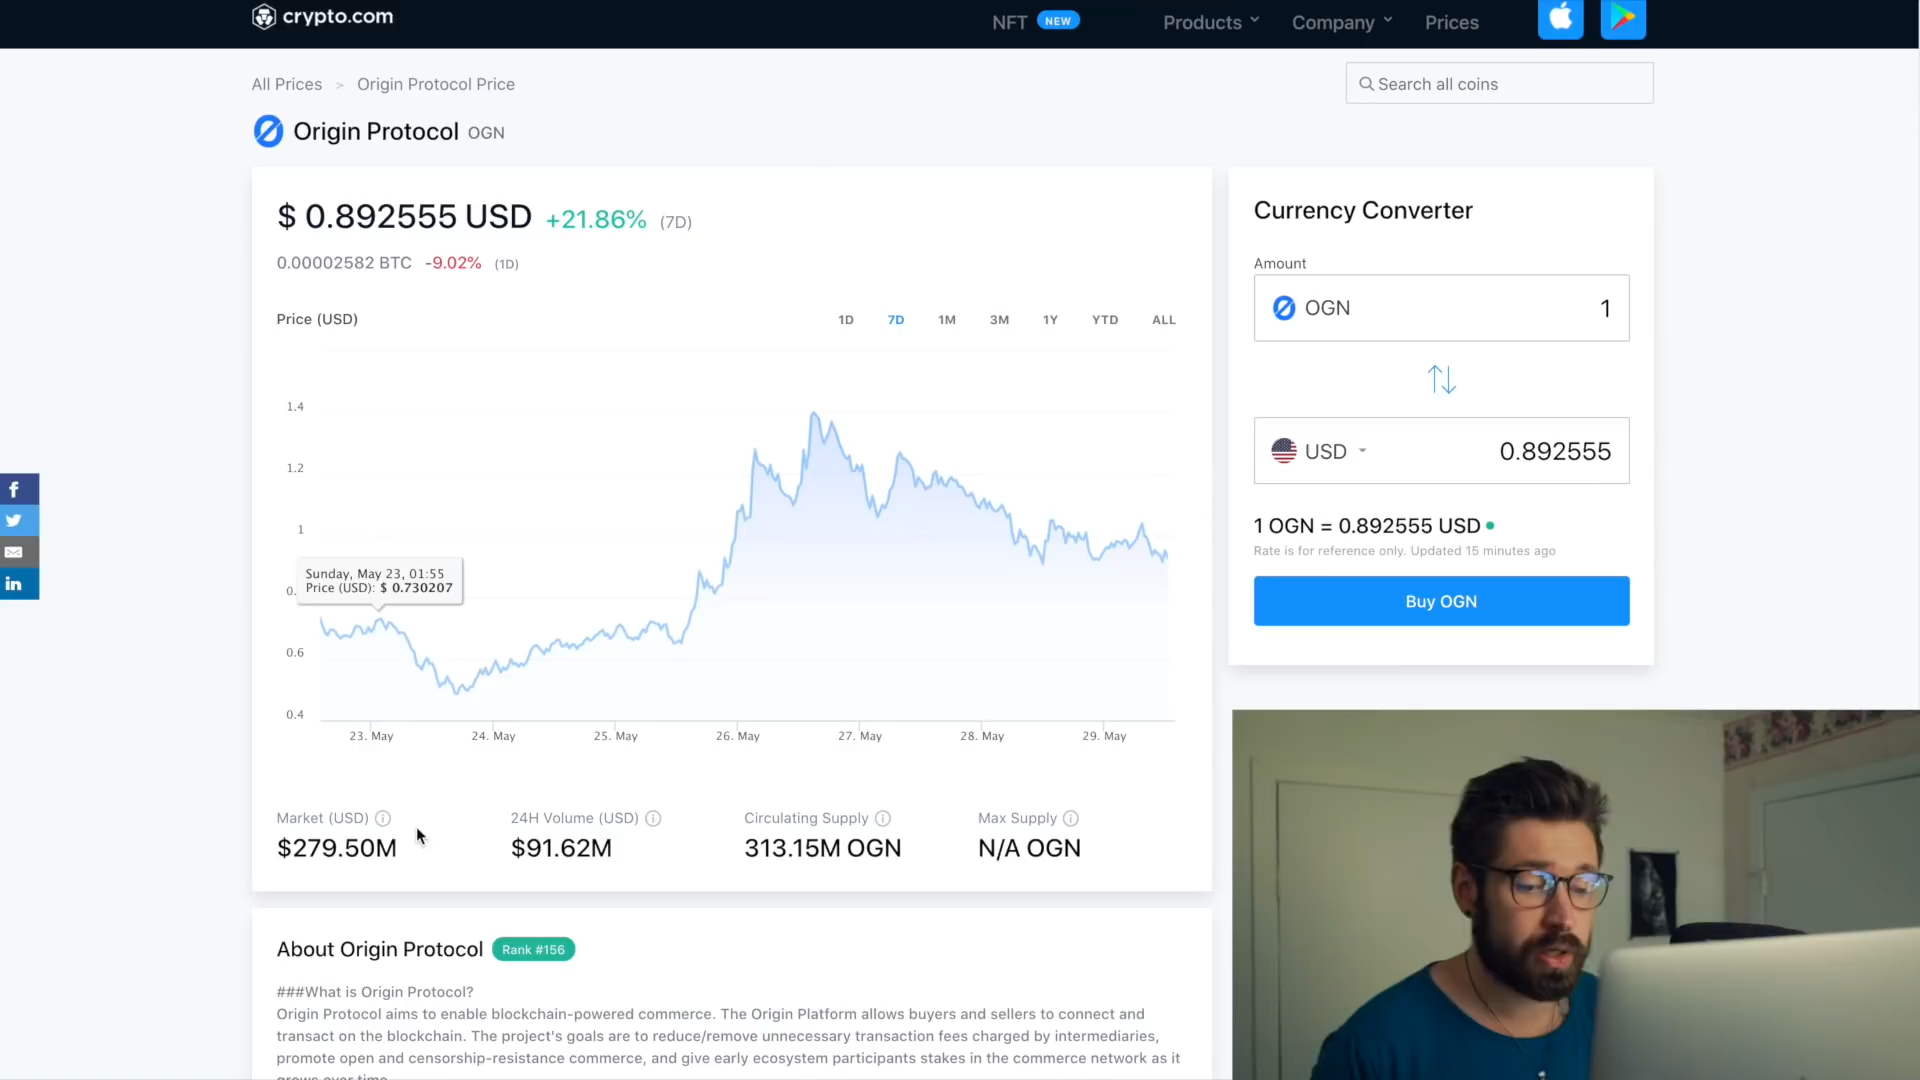 crypto.com
NFT NEW Products Company Prices
All Prices > Origin Protocol Price
Search all coins
Origin Protocol OGN
$ 0.892555 USD +21.86% (7D)
0.00002582 BTC -9.02% (1D)
Price (USD)
1D 7D 1M 3M 1Y YTD ALL
1.4
1.2
1
0.
0.6
0.4
Sunday, May 23, 01:55
Price (USD): $ 0.730207
23. May 24. May 25. May 26. May 27. May 28. May 29. May
Market (USD)
$279.50M
24H Volume (USD)
$91.62M
Circulating Supply
313.15M OGN
Max Supply
N/A OGN
Currency Converter
Amount
OGN 1
USD 0.892555
1 OGN = 0.892555 USD
Rate is for reference only. Updated 15 minutes ago
Buy OGN
About Origin Protocol Rank #156
###What is Origin Protocol?
Origin Protocol aims to enable blockchain-powered commerce. The Origin Platform allows buyers and sellers to connect and
transact on the blockchain. The project's goals are to reduce/remove unnecessary transaction fees charged by intermediaries,
promote open and censorship-resistance commerce, and give early ecosystem participants stakes in the commerce network as it
grows over time.